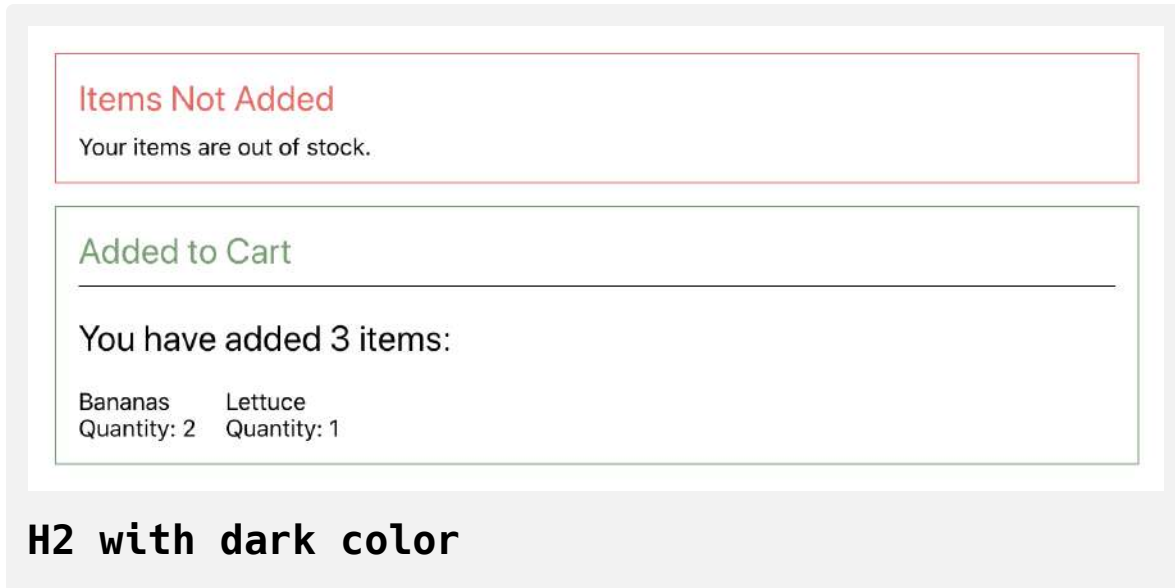 Items Not Added
Your items are out of stock.
Added to Cart
You have added 3 items:
Bananas Lettuce
Quantity: 2 Quantity: 1
H2 with dark color